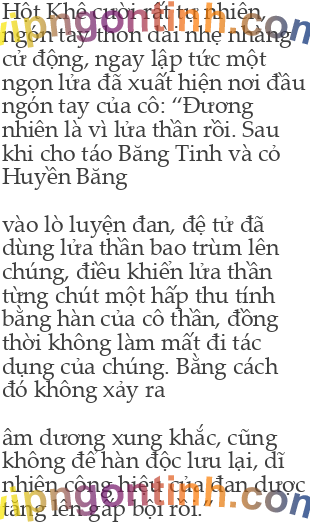 Hột Khê cười rất tự nhiên,
ngón tay thon dài nhẹ nhàng
cử động, ngay lập tức một
ngọn lửa đã xuất hiện nơi đầu
ngón tay của cô: “Đương
nhiên là vì lửa thần rồi. Sau
khi cho táo Băng Tinh và cỏ
Huyền Băng
vào lò luyện đan, đệ tử đã
dùng lửa thần bao trùm lên
chúng, điều khiển lửa thần
từng chút một hấp thu tính
bằng hàn của cô thần, đồng
thời không làm mất đi tác
dụng của chúng. Bằng cách
đó không xảy ra
âm dương xung khắc, cũng
không để hàn độc lưu lại, dĩ
nhiên công hiệu của đan dược
tăng lên gấp bội rồi.”
vipngontinh.com
vipngontinh.com